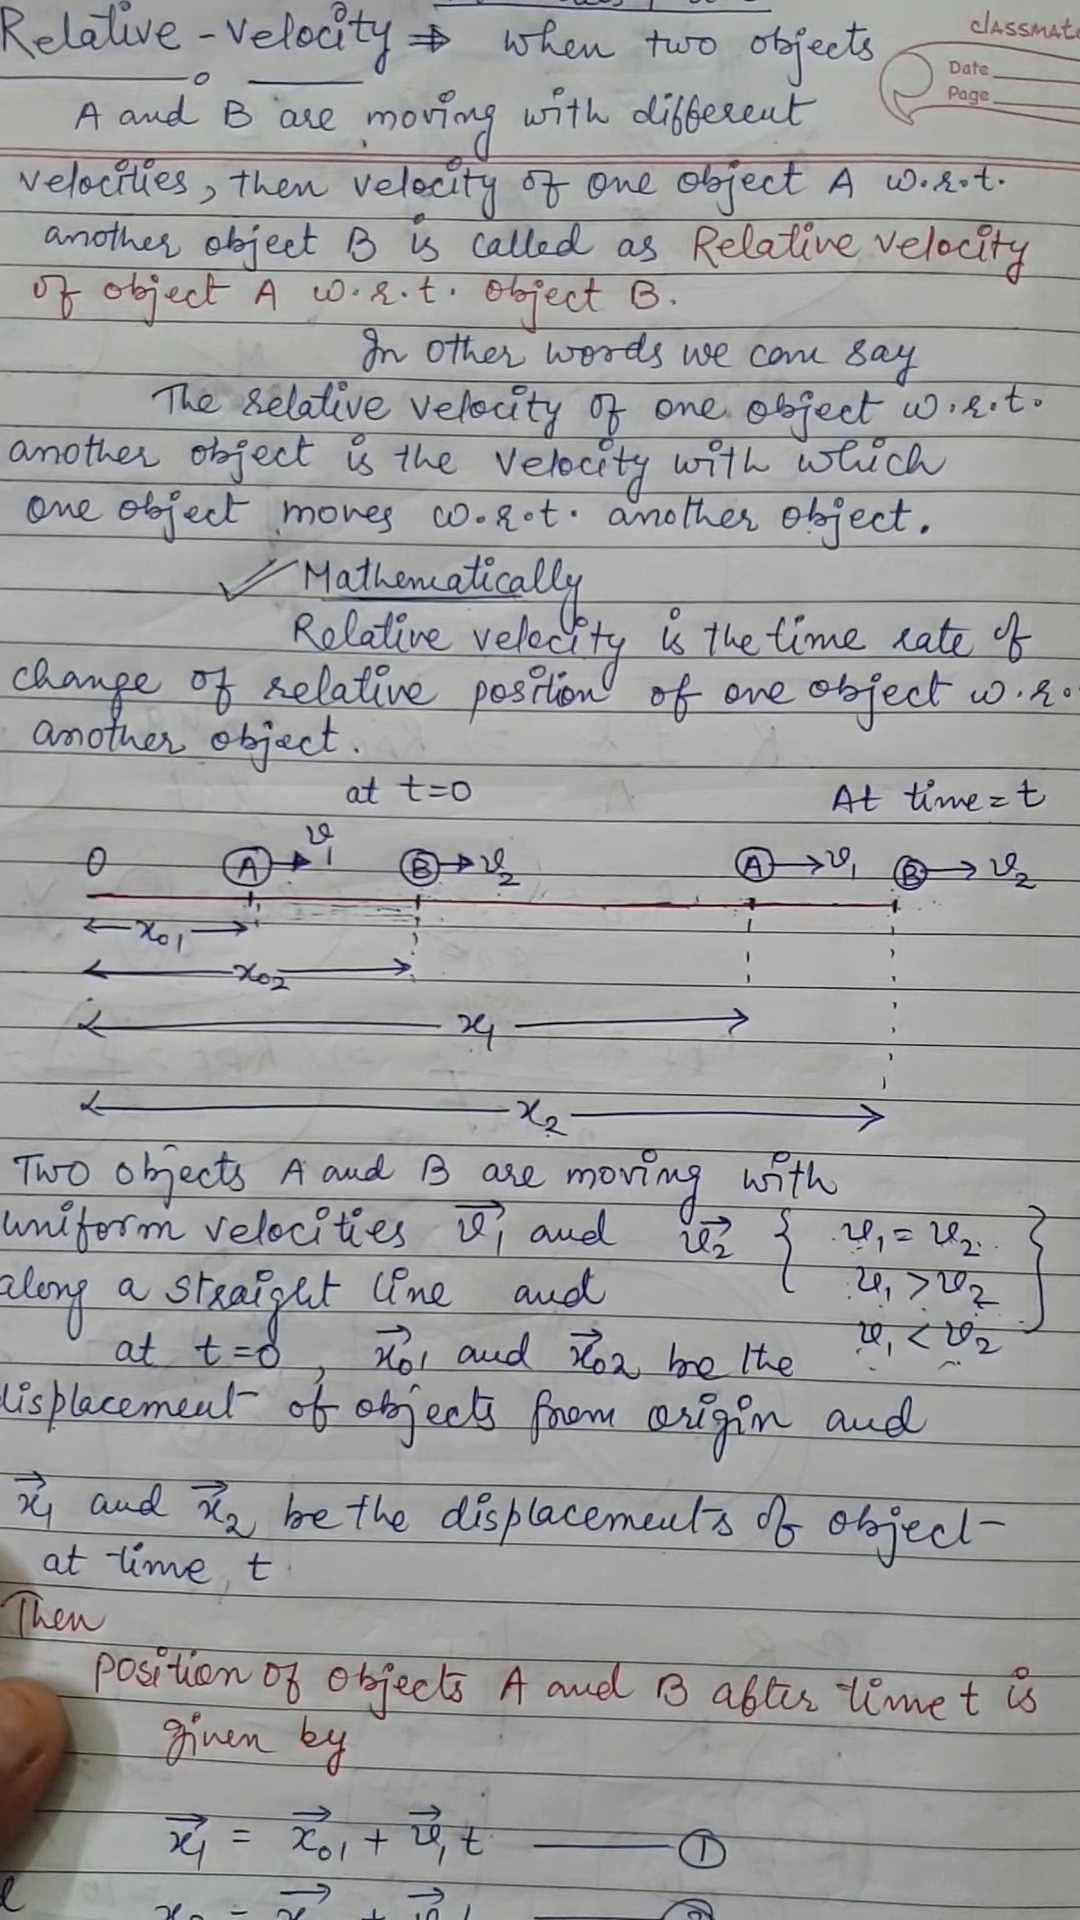 Relative-velocity ⇒ when two objects
classmate
Date
Page
A and B are moving with different
velocities, then velocity of one object A w.r.t.
another object B is called as Relative velocity
of object A w.r.t. object B.
In other words we can say
The relative velocity of one object w.r.t.
another object is the velocity with which
one object moves w.r.t. another object.
Mathematically
Relative velocity is the time rate of
change of relative position of one object w.r.
another object.
at t=0 At time=t
O A → v₁ B → v₂ A → v₁ B → v₂
x₀₁
x₀₂
x₁
x₂
Two objects A and B are moving with
uniform velocities v⃗₁ and v⃗₂ { v₁ = v₂
along a straight line and v₁ > v₂ }
at t=0, x⃗₀₁ and x⃗₀₂ be the v₁ < v₂
displacement of objects from origin and
x⃗₁ and x⃗₂ be the displacements of object
at time t
Then
position of objects A and B after time t is
given by
x⃗₁ = x⃗₀₁ + v⃗₁t —— ①